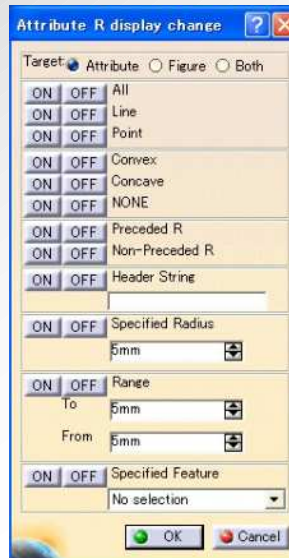 Attribute R display change
Target Attribute Figure Both
ON OFF All
ON OFF Line
ON OFF Point
ON OFF Convex
ON OFF Concave
ON OFF NONE
ON OFF Preceded R
ON OFF Non-Preceded R
ON OFF Header String
ON OFF Specified Radius
5mm
ON OFF Range
To 5mm
From 5mm
ON OFF Specified Feature
No selection
OK Cancel